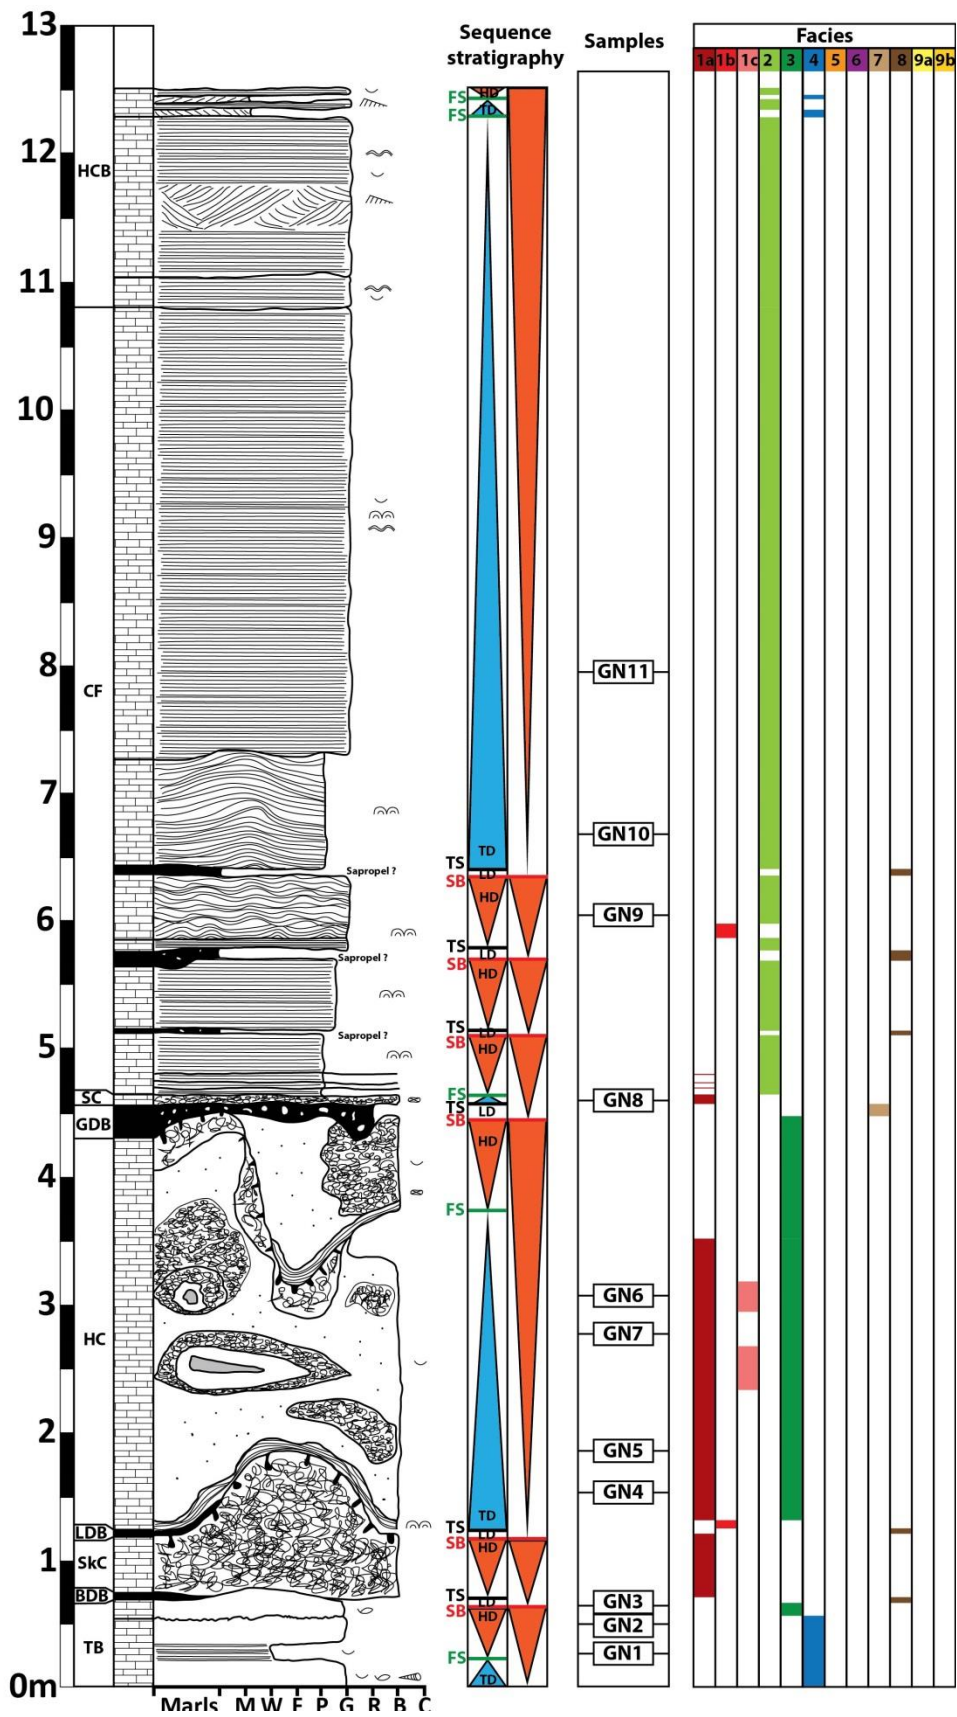 Sequence stratigraphy
Samples
Facies
1a 1b 1c 2 3 4 5 6 7 8 9a 9b
13
12
11
10
9
8
7
6
5
4
3
2
1
0m
HCB
CF
SC
GDB
HC
LDB
SkC
BDB
TB
Sapropel ?
Sapropel ?
Sapropel ?
Marls M W F P G R B C
FS
HD
TD
FS
TD
TS
LD
SB
HD
TS
LD
SB
HD
TS
LD
SB
HD
FS
TS
LD
SB
HD
FS
TD
TS
LD
SB
HD
TS
LD
SB
HD
FS
TD
GN11
GN10
GN9
GN8
GN6
GN7
GN5
GN4
GN3
GN2
GN1